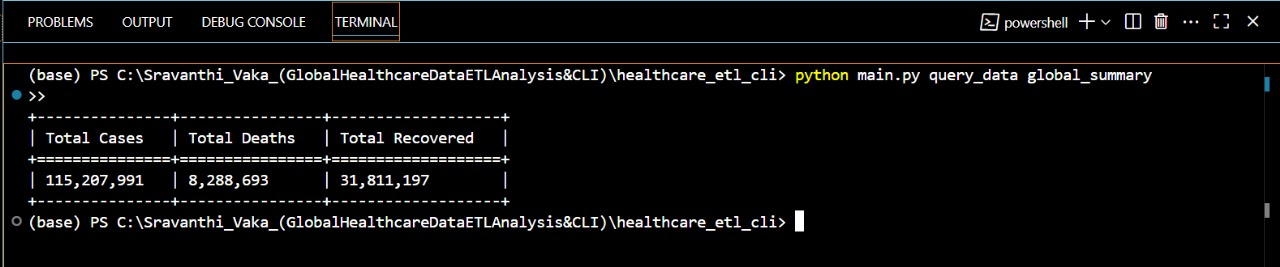 PROBLEMS OUTPUT DEBUG CONSOLE TERMINAL powershell
(base) PS C:\Sravanthi_Vaka_(GlobalHealthcareDataETLAnalysis&CLI)\healthcare_etl_cli> python main.py query_data global_summary
>>
+---------------+----------------+-------------------+
| Total Cases   | Total Deaths   | Total Recovered   |
+===============+================+===================+
| 115,207,991   | 8,288,693      | 31,811,197        |
+---------------+----------------+-------------------+
(base) PS C:\Sravanthi_Vaka_(GlobalHealthcareDataETLAnalysis&CLI)\healthcare_etl_cli>